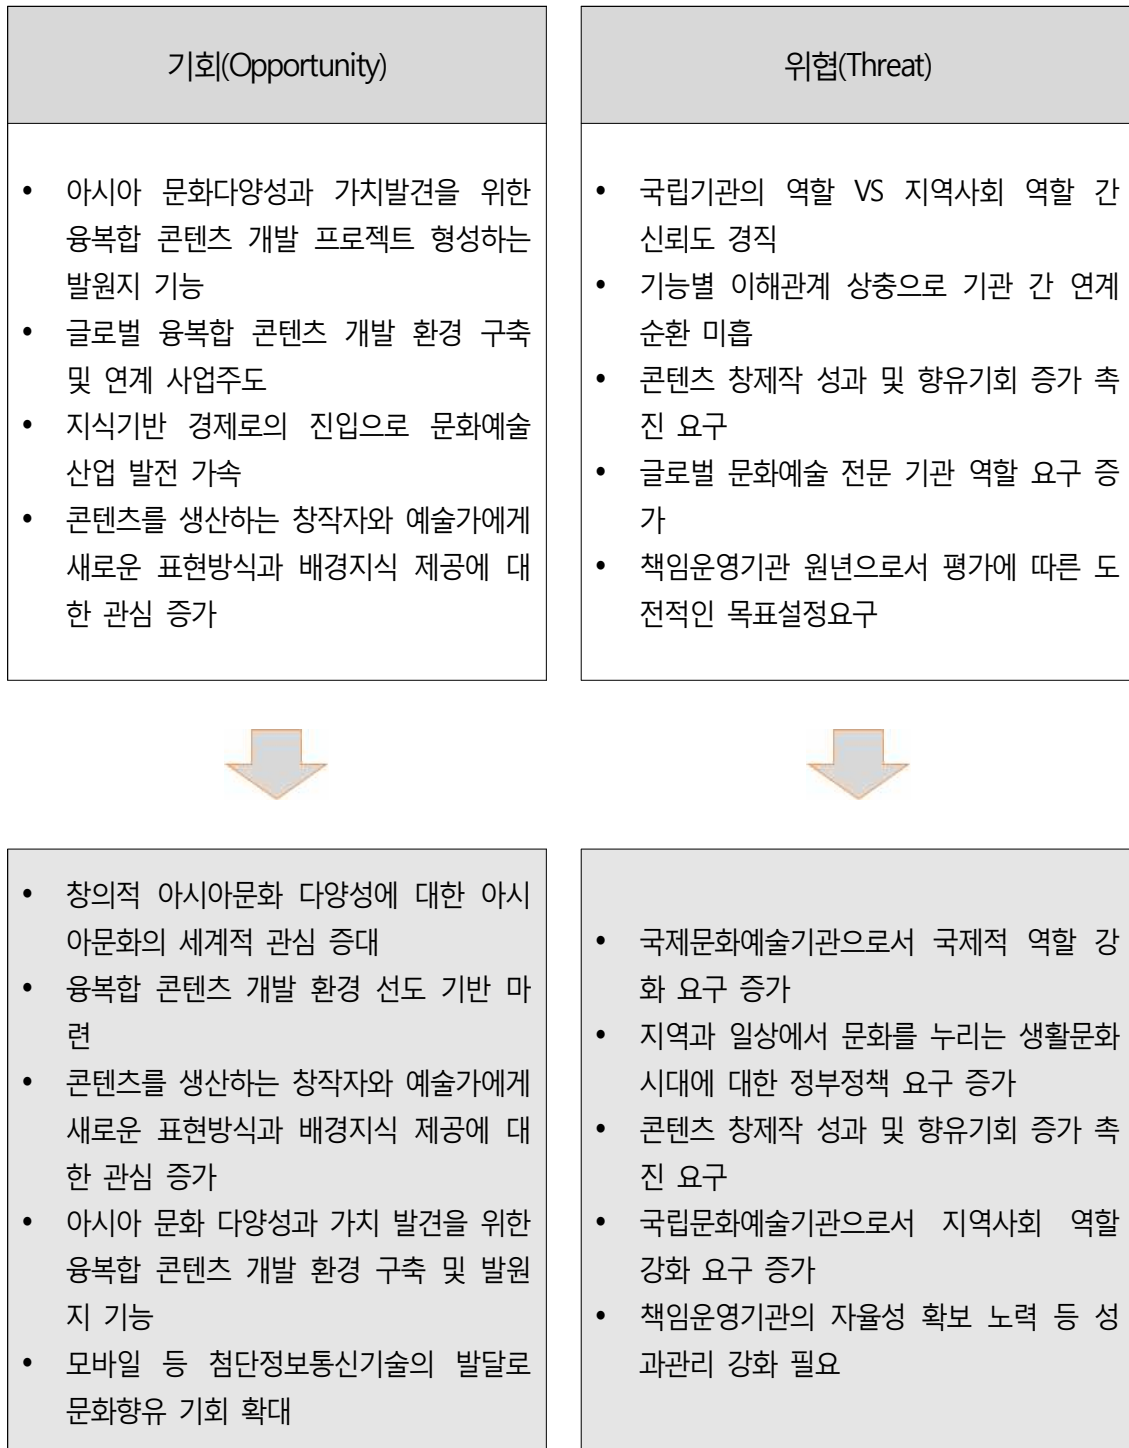 기회(Opportunity)
• 아시아 문화다양성과 가치발견을 위한
융복합 콘텐츠 개발 프로젝트 형성하는
발원지 기능
• 글로벌 융복합 콘텐츠 개발 환경 구축
및 연계 사업주도
• 지식기반 경제로의 진입으로 문화예술
산업 발전 가속
• 콘텐츠를 생산하는 창작자와 예술가에게
새로운 표현방식과 배경지식 제공에 대
한 관심 증가
위협(Threat)
• 국립기관의 역할 VS 지역사회 역할 간
신뢰도 경직
• 기능별 이해관계 상충으로 기관 간 연계
순환 미흡
• 콘텐츠 창제작 성과 및 향유기회 증가 촉
진 요구
• 글로벌 문화예술 전문 기관 역할 요구 증
가
• 책임운영기관 원년으로서 평가에 따른 도
전적인 목표설정요구
• 창의적 아시아문화 다양성에 대한 아시
아문화의 세계적 관심 증대
• 융복합 콘텐츠 개발 환경 선도 기반 마
련
• 콘텐츠를 생산하는 창작자와 예술가에게
새로운 표현방식과 배경지식 제공에 대
한 관심 증가
• 아시아 문화 다양성과 가치 발견을 위한
융복합 콘텐츠 개발 환경 구축 및 발원
지 기능
• 모바일 등 첨단정보통신기술의 발달로
문화향유 기회 확대
• 국제문화예술기관으로서 국제적 역할 강
화 요구 증가
• 지역과 일상에서 문화를 누리는 생활문화
시대에 대한 정부정책 요구 증가
• 콘텐츠 창제작 성과 및 향유기회 증가 촉
진 요구
• 국립문화예술기관으로서 지역사회 역할
강화 요구 증가
• 책임운영기관의 자율성 확보 노력 등 성
과관리 강화 필요